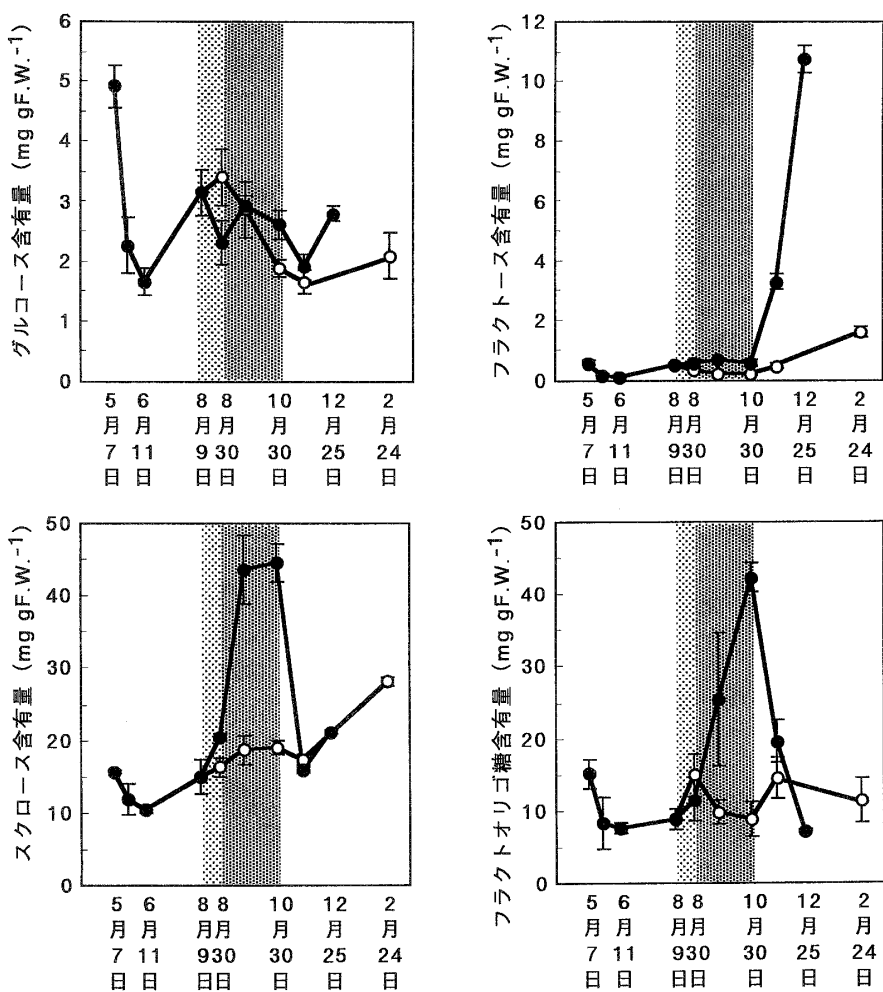 グルコース含有量 (mg gF.W.-1)
6
5
4
3
2
1
0
5月7日
6月11日
8月9日
8月30日
10月30日
12月25日
2月24日
フラクトース含有量 (mg gF.W.-1)
12
10
8
6
4
2
0
5月7日
6月11日
8月9日
8月30日
10月30日
12月25日
2月24日
スクロース含有量 (mg gF.W.-1)
50
40
30
20
10
0
5月7日
6月11日
8月9日
8月30日
10月30日
12月25日
2月24日
フラクトオリゴ糖含有量 (mg gF.W.-1)
50
40
30
20
10
0
5月7日
6月11日
8月9日
8月30日
10月30日
12月25日
2月24日